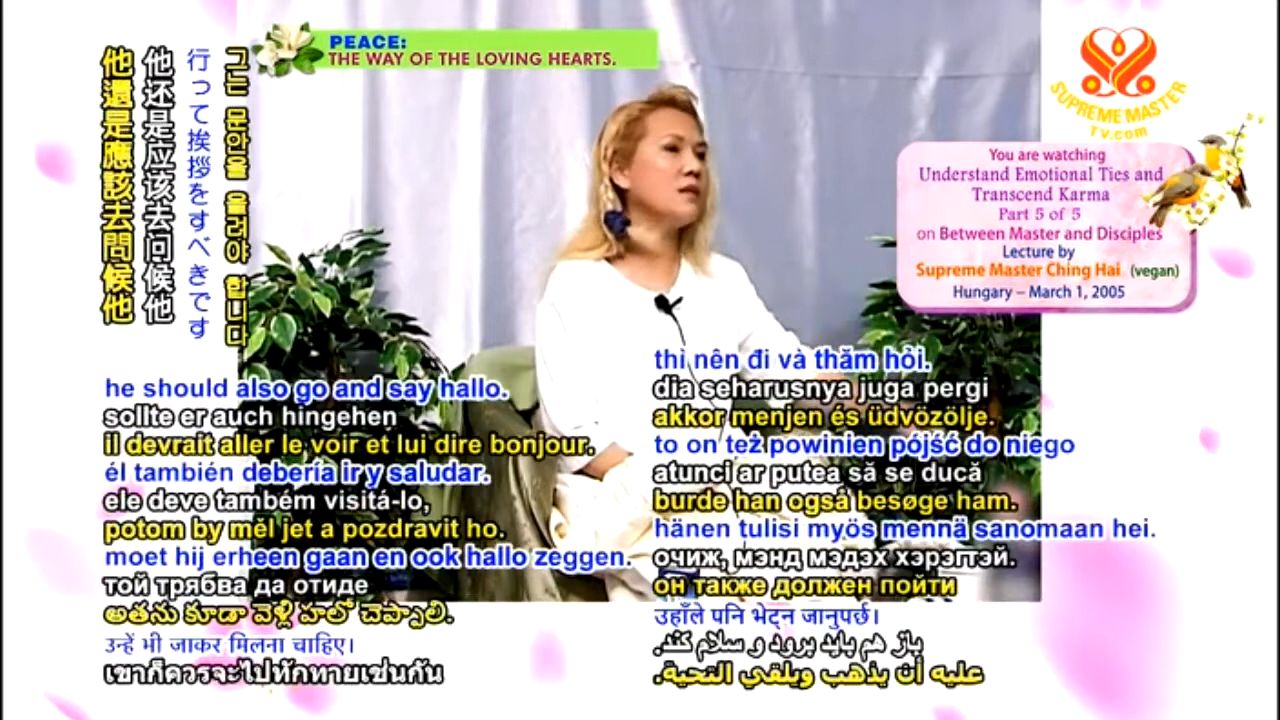 PEACE:
THE WAY OF THE LOVING HEARTS.
SUPREME MASTER
TV.com
You are watching
Understand Emotional Ties and
Transcend Karma
Part 5 of 5
on Between Master and Disciples
Lecture by
Supreme Master Ching Hai (vegan)
Hungary – March 1, 2005
그는 문안을 올려야 합니다
行って挨拶をすべきです
他还是应该去问候他
他還是應該去問候他
he should also go and say hallo.
sollte er auch hingehen
il devrait aller le voir et lui dire bonjour.
él también debería ir y saludar.
ele deve também visitá-lo,
potom by měl jet a pozdravit ho.
moet hij erheen gaan en ook hallo zeggen.
той трябва да отиде
అతను కూడా వెళ్లి హలో చెప్పాలి.
उन्हें भी जाकर मिलना चाहिए।
เขาก็ควรจะไปทักทายเช่นกัน
thì nên đi và thăm hỏi.
dia seharusnya juga pergi
akkor menjen és üdvözölje.
to on też powinien pójść do niego
atunci ar putea să se ducă
burde han også besøge ham.
hänen tulisi myös mennä sanomaan hei.
очиж, мэнд мэдэх хэрэгтэй.
он также должен пойти
उहाँले पनि भेट्न जानुपर्छ।
باز هم باید برود و سلام کند.
عليه أن يذهب ويلقي التحية.